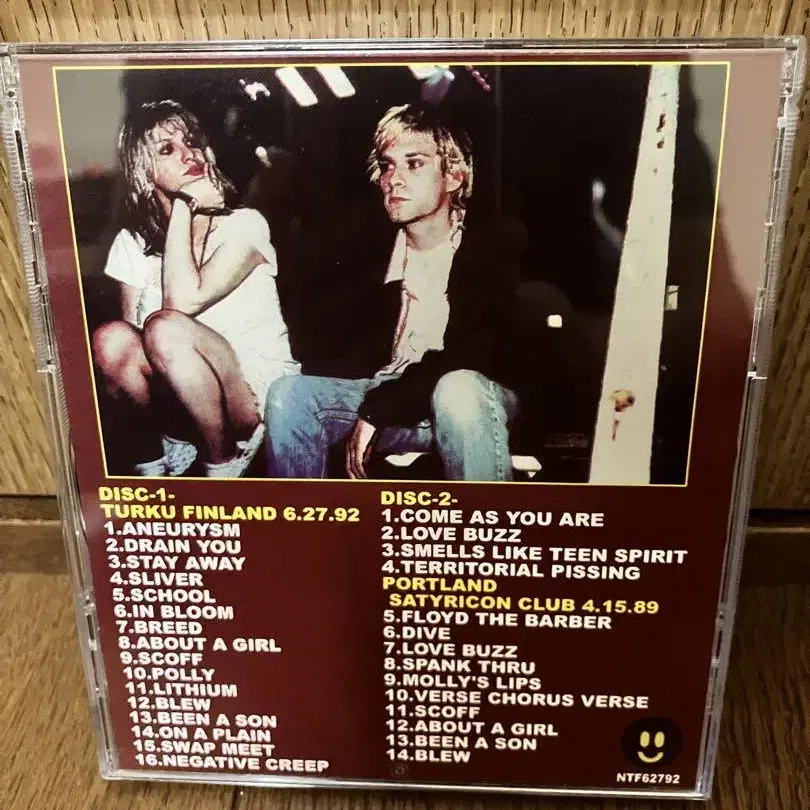 DISC-1-
TURKU FINLAND 6.27.92
1.ANEURYSM
2.DRAIN YOU
3.STAY AWAY
4.SLIVER
5.SCHOOL
6.IN BLOOM
7.BREED
8.ABOUT A GIRL
9.SCOFF
10.POLLY
11.LITHIUM
12.BLEW
13.BEEN A SON
14.ON A PLAIN
15.SWAP MEET
16.NEGATIVE CREEP
DISC-2-
1.COME AS YOU ARE
2.LOVE BUZZ
3.SMELLS LIKE TEEN SPIRIT
4.TERRITORIAL PISSING
PORTLAND
SATYRICON CLUB 4.15.89
5.FLOYD THE BARBER
6.DIVE
7.LOVE BUZZ
8.SPANK THRU
9.MOLLY'S LIPS
10.VERSE CHORUS VERSE
11.SCOFF
12.ABOUT A GIRL
13.BEEN A SON
14.BLEW
NTF62792